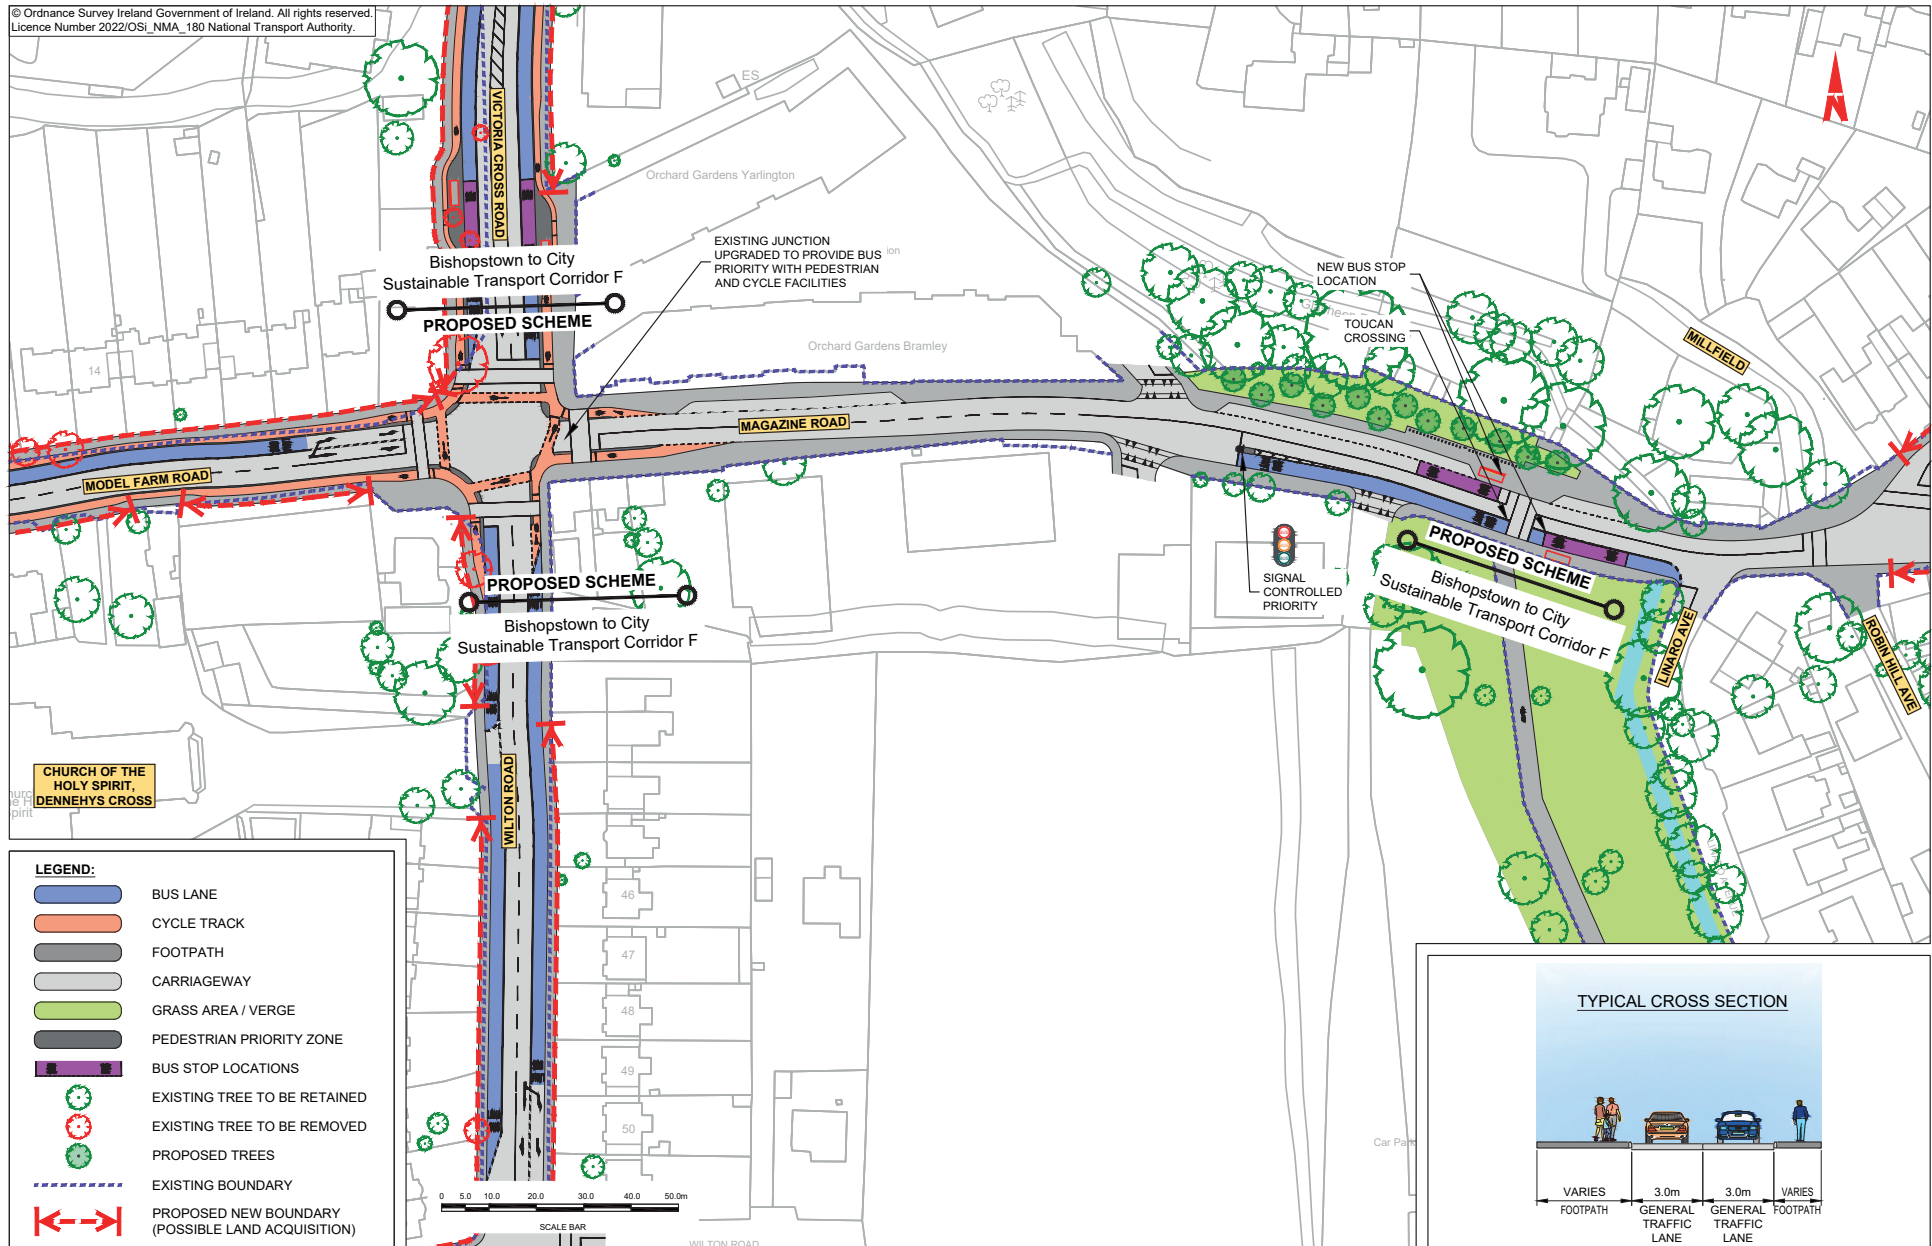 © Ordnance Survey Ireland Government of Ireland. All rights reserved.
Licence Number 2022/OSi_NMA_180 National Transport Authority.
VICTORIA CROSS ROAD
ES
Orchard Gardens Yarlington
Bishopstown to City
Sustainable Transport Corridor F
PROPOSED SCHEME
EXISTING JUNCTION
UPGRADED TO PROVIDE BUS
PRIORITY WITH PEDESTRIAN
AND CYCLE FACILITIES
NEW BUS STOP
LOCATION
TOUCAN
CROSSING
MILLFIELD
14
Orchard Gardens Bramley
MAGAZINE ROAD
MODEL FARM ROAD
PROPOSED SCHEME
Bishopstown to City
Sustainable Transport Corridor F
SIGNAL
CONTROLLED
PRIORITY
PROPOSED SCHEME
Bishopstown to City
Sustainable Transport Corridor F
LINARO AVE
ROBIN HILL AVE
CHURCH OF THE
HOLY SPIRIT,
DENNEHYS CROSS
WILTON ROAD
46
47
48
49
50
Car Park
LEGEND:
BUS LANE
CYCLE TRACK
FOOTPATH
CARRIAGEWAY
GRASS AREA / VERGE
PEDESTRIAN PRIORITY ZONE
BUS STOP LOCATIONS
EXISTING TREE TO BE RETAINED
EXISTING TREE TO BE REMOVED
PROPOSED TREES
EXISTING BOUNDARY
PROPOSED NEW BOUNDARY
(POSSIBLE LAND ACQUISITION)
0 5.0 10.0 20.0 30.0 40.0 50.0m
SCALE BAR
WILTON ROAD
TYPICAL CROSS SECTION
VARIES 3.0m 3.0m VARIES
FOOTPATH GENERAL GENERAL FOOTPATH
TRAFFIC TRAFFIC
LANE LANE